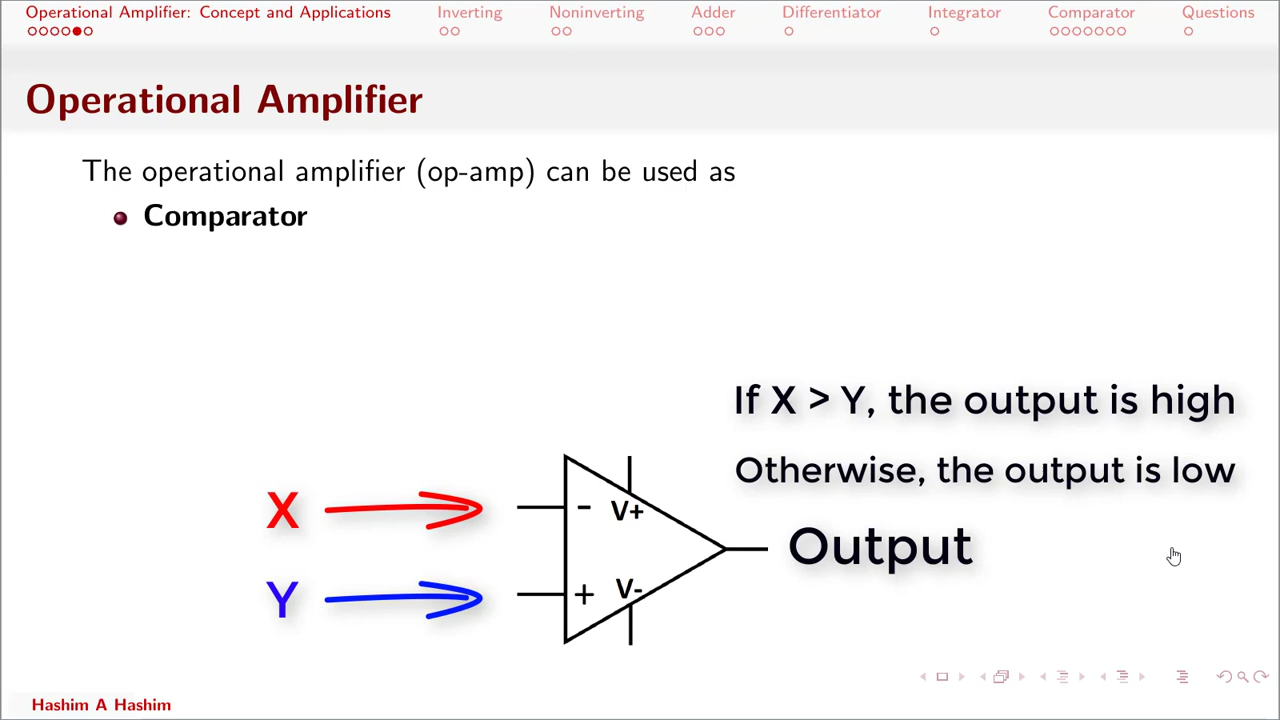 Operational Amplifier: Concept and Applications Inverting Noninverting Adder Differentiator Integrator Comparator Questions
Operational Amplifier
The operational amplifier (op-amp) can be used as
Comparator
If X > Y, the output is high
Otherwise, the output is low
X - V+
Output
Y + V-
Hashim A Hashim